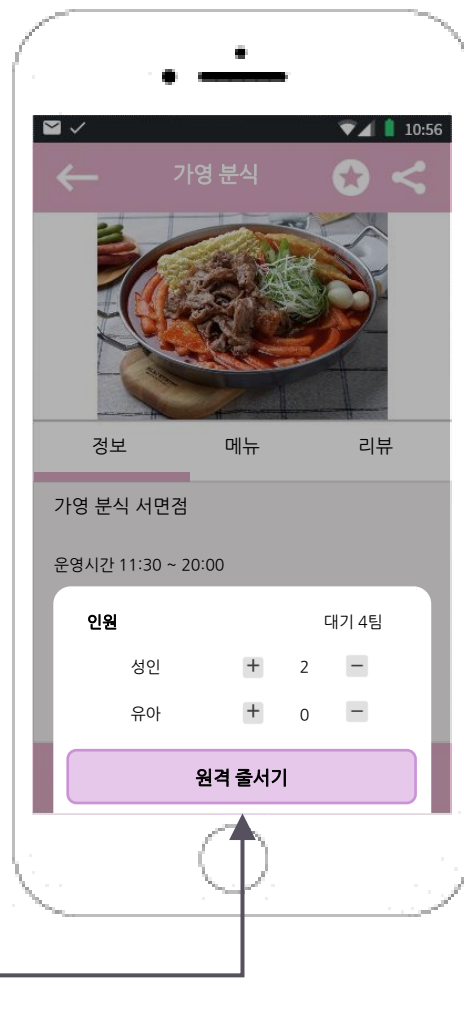 10:56
가영 분식
정보 메뉴 리뷰
가영 분식 서면점
운영시간 11:30 ~ 20:00
인원 대기 4팀
성인 + 2 −
유아 + 0 −
원격 줄서기